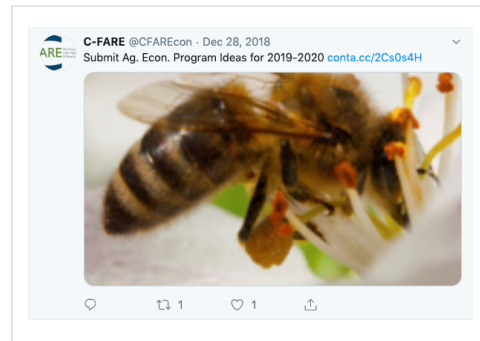 C-FARE @CFAREcon · Dec 28, 2018
ARE
Submit Ag. Econ. Program Ideas for 2019-2020 conta.cc/2Cs0s4H
1 1